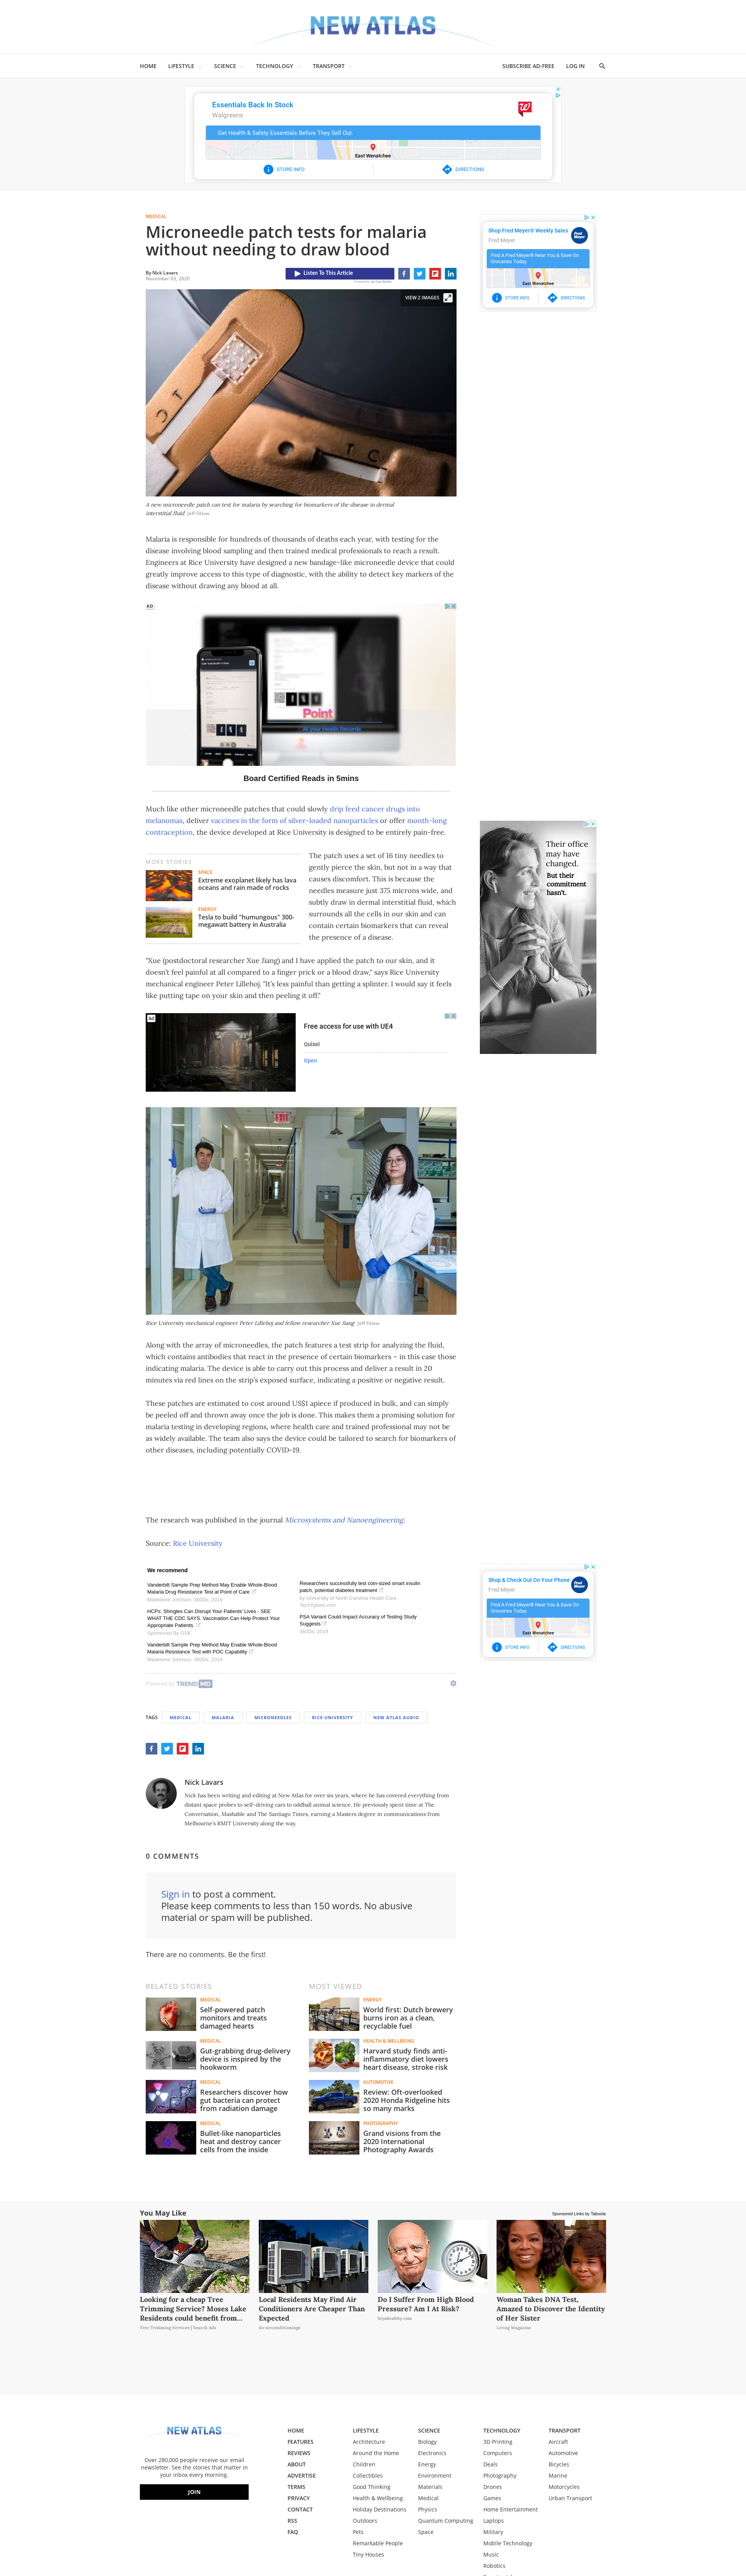 NEW ATLAS
HOME
LIFESTYLE
SCIENCE
TECHNOLOGY
TRANSPORT
SUBSCRIBE AD-FREE
LOG IN
Essentials Back In Stock
Walgreens
Get Health & Safety Essentials Before They Sell Out.
East Wenatchee
STORE INFO
DIRECTIONS
MEDICAL
Microneedle patch tests for malaria
without needing to draw blood
By Nick Lavars
November 03, 2020
Listen To This Article
VIEW 2 IMAGES
A new microneedle patch can test for malaria by searching for biomarkers of the disease in dermal
interstitial fluid Jeff Fitlow
Malaria is responsible for hundreds of thousands of deaths each year, with testing for the
disease involving blood sampling and then trained medical professionals to reach a result.
Engineers at Rice University have designed a new bandage-like microneedle device that could
greatly improve access to this type of diagnostic, with the ability to detect key markers of the
disease without drawing any blood at all.
AD
Point
Board Certified Reads in 5mins
Much like other microneedle patches that could slowly drip feed cancer drugs into
melanomas, deliver vaccines in the form of silver-loaded nanoparticles or offer month-long
contraception, the device developed at Rice University is designed to be entirely pain-free.
MORE STORIES
SPACE
Extreme exoplanet likely has lava
oceans and rain made of rocks
ENERGY
Tesla to build "humungous" 300-
megawatt battery in Australia
The patch uses a set of 16 tiny needles to
gently pierce the skin, but not in a way that
causes discomfort. This is because the
needles measure just 375 microns wide, and
subtly draw in dermal interstitial fluid, which
surrounds all the cells in our skin and can
contain certain biomarkers that can reveal
the presence of a disease.
"Xue (postdoctoral researcher Xue Jiang) and I have applied the patch to our skin, and it
doesn't feel painful at all compared to a finger prick or a blood draw," says Rice University
mechanical engineer Peter Lillehoj. "It's less painful than getting a splinter. I would say it feels
like putting tape on your skin and then peeling it off."
Ad
Free access for use with UE4
Quixel
Open
EXIT
Rice University mechanical engineer Peter Lillehoj and fellow researcher Xue Jiang Jeff Fitlow
Along with the array of microneedles, the patch features a test strip for analyzing the fluid,
which contains antibodies that react in the presence of certain biomarkers – in this case those
indicating malaria. The device is able to carry out this process and deliver a result in 20
minutes via red lines on the strip's exposed surface, indicating a positive or negative result.
These patches are estimated to cost around US$1 apiece if produced in bulk, and can simply
be peeled off and thrown away once the job is done. This makes them a promising solution for
malaria testing in developing regions, where health care and trained professional may not be
as widely available. The team also says the device could be tailored to search for biomarkers of
other diseases, including potentially COVID-19.
The research was published in the journal Microsystems and Nanoengineering.
Source: Rice University
We recommend
Vanderbilt Sample Prep Method May Enable Whole-Blood
Malaria Drug Resistance Test at Point of Care
Madeleine Johnson, 360Dx, 2019
HCPs: Shingles Can Disrupt Your Patients' Lives - SEE
WHAT THE CDC SAYS. Vaccination Can Help Protect Your
Appropriate Patients.
Sponsored By GSK
Vanderbilt Sample Prep Method May Enable Whole-Blood
Malaria Resistance Test with POC Capability
Madeleine Johnson, 360Dx, 2019
Researchers successfully test coin-sized smart insulin
patch, potential diabetes treatment
by University of North Carolina Health Care,
TechXplore.com
PSA Variant Could Impact Accuracy of Testing Study
Suggests
360Dx, 2018
Powered by TREND MD
TAGS
MEDICAL
MALARIA
MICRONEEDLES
RICE UNIVERSITY
NEW ATLAS AUDIO
Nick Lavars
Nick has been writing and editing at New Atlas for over six years, where he has covered everything from
distant space probes to self-driving cars to oddball animal science. He previously spent time at The
Conversation, Mashable and The Santiago Times, earning a Masters degree in communications from
Melbourne's RMIT University along the way.
0 COMMENTS
Sign in to post a comment.
Please keep comments to less than 150 words. No abusive
material or spam will be published.
There are no comments. Be the first!
RELATED STORIES
MEDICAL
Self-powered patch
monitors and treats
damaged hearts
MEDICAL
Gut-grabbing drug-delivery
device is inspired by the
hookworm
MEDICAL
Researchers discover how
gut bacteria can protect
from radiation damage
MEDICAL
Bullet-like nanoparticles
heat and destroy cancer
cells from the inside
MOST VIEWED
ENERGY
World first: Dutch brewery
burns iron as a clean,
recyclable fuel
HEALTH & WELLBEING
Harvard study finds anti-
inflammatory diet lowers
heart disease, stroke risk
AUTOMOTIVE
Review: Oft-overlooked
2020 Honda Ridgeline hits
so many marks
PHOTOGRAPHY
Grand visions from the
2020 International
Photography Awards
Shop Fred Meyer® Weekly Sales
Fred Meyer
Find A Fred Meyer® Near You & Save On
Groceries Today.
East Wenatchee
STORE INFO
DIRECTIONS
Their office
may have
changed.
But their
commitment
hasn't.
Shop & Check Out On Your Phone
Fred Meyer
Find A Fred Meyer® Near You & Save On
Groceries Today.
East Wenatchee
STORE INFO
DIRECTIONS
You May Like
Sponsored Links by Taboola
Looking for a cheap Tree
Trimming Service? Moses Lake
Residents could benefit from...
Tree Trimming Services | Search Ads
Local Residents May Find Air
Conditioners Are Cheaper Than
Expected
Do I Suffer From High Blood
Pressure? Am I At Risk?
Woman Takes DNA Test,
Amazed to Discover the Identity
of Her Sister
Living Magazine
NEW ATLAS
Over 280,000 people receive our email
newsletter. See the stories that matter in
your inbox every morning.
JOIN
HOME
FEATURES
REVIEWS
ABOUT
ADVERTISE
TERMS
PRIVACY
CONTACT
RSS
FAQ
LIFESTYLE
Architecture
Around the Home
Children
Collectibles
Good Thinking
Health & Wellbeing
Holiday Destinations
Outdoors
Pets
Remarkable People
Tiny Houses
SCIENCE
Biology
Electronics
Energy
Environment
Materials
Medical
Physics
Quantum Computing
Space
TECHNOLOGY
3D Printing
Computers
Deals
Photography
Drones
Games
Home Entertainment
Laptops
Military
Mobile Technology
Music
Robotics
TRANSPORT
Aircraft
Automotive
Bicycles
Marine
Motorcycles
Urban Transport